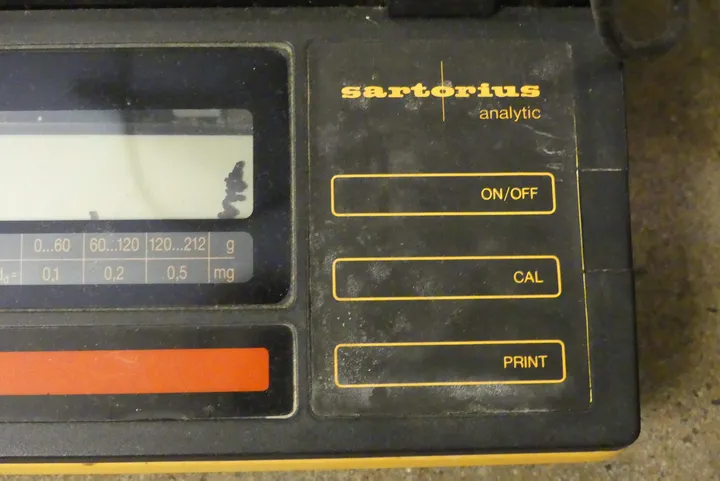 sartorius
analytic
ON/OFF
0...60 60...120 120...212 g
dd= 0,1 0,2 0,5 mg
CAL
PRINT